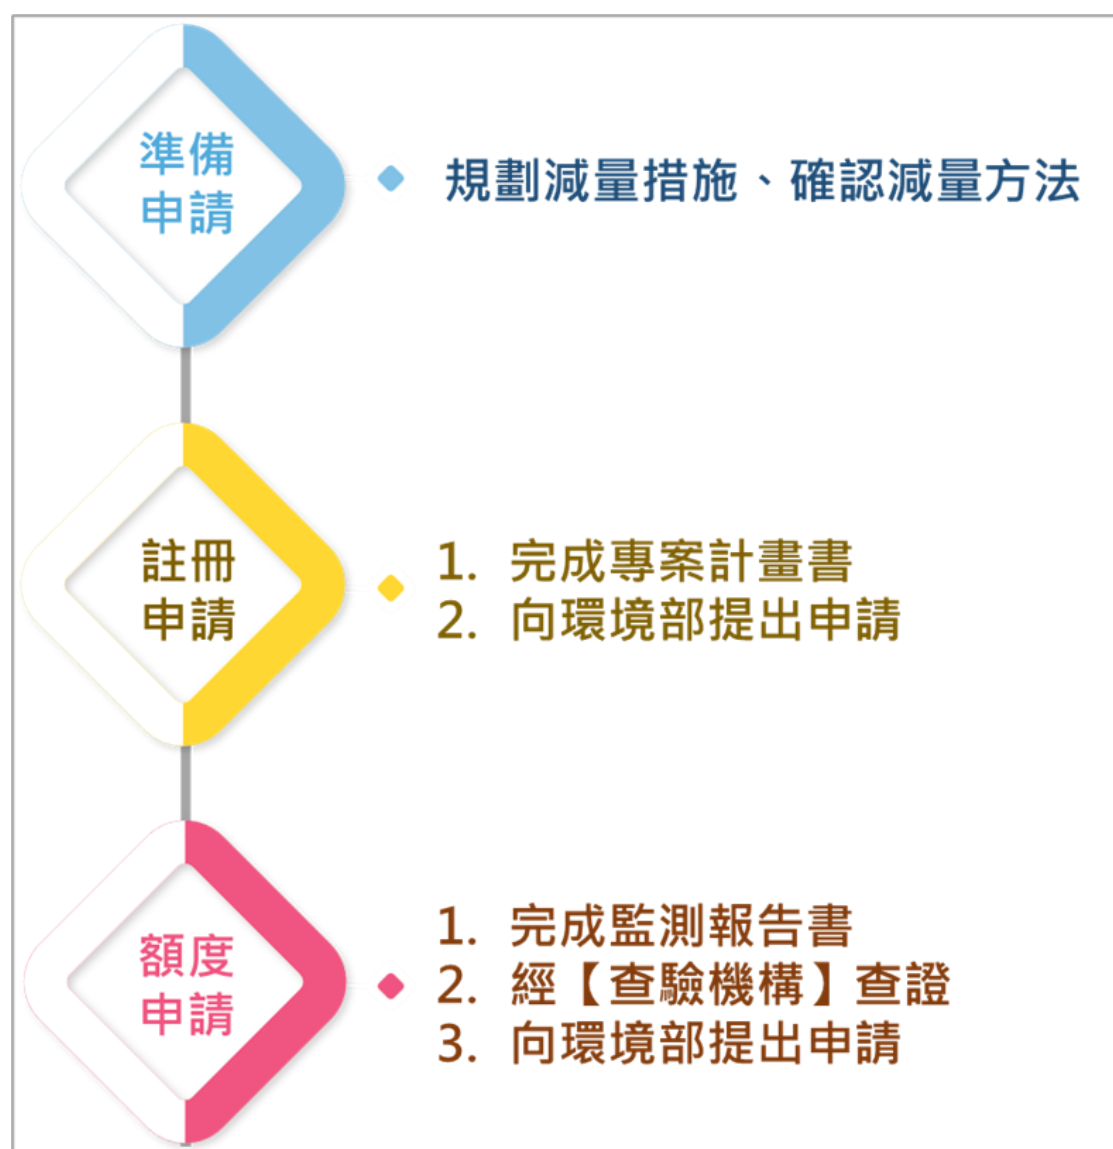 準備
申請
規劃減量措施、確認減量方法
註冊
申請
1. 完成專案計畫書
2. 向環境部提出申請
額度
申請
1. 完成監測報告書
2. 經【查驗機構】查證
3. 向環境部提出申請